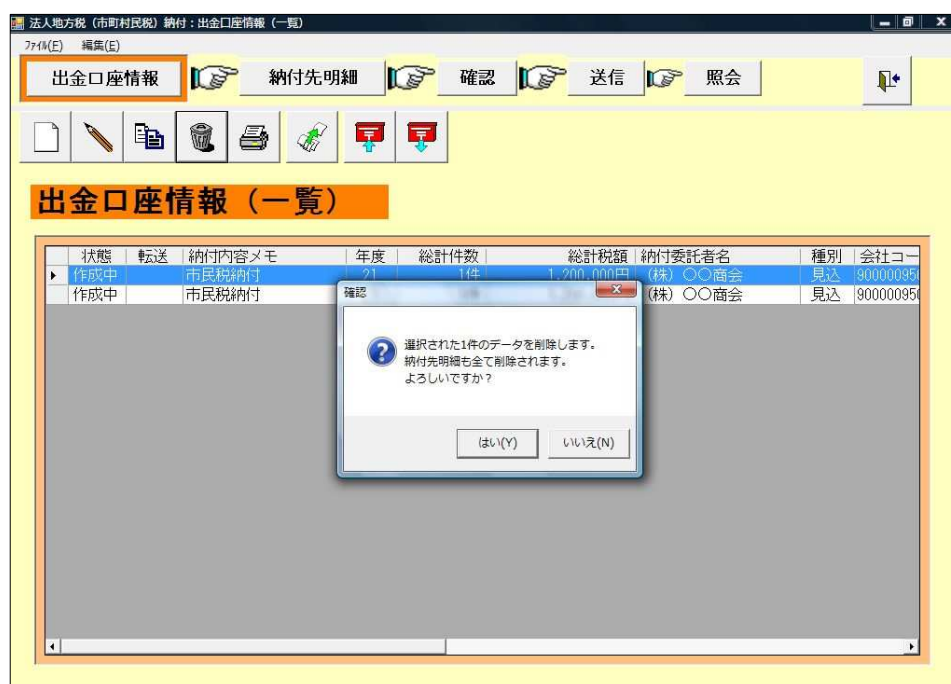 法人地方税（市町村民税）納付：出金口座情報（一覧）
ﾌｧｲﾙ(F) 編集(E)
出金口座情報 納付先明細 確認 送信 照会
出金口座情報（一覧）
状態 転送 納付内容メモ 年度 総計件数 総計税額 納付委託者名 種別 会社コー
作成中 市民税納付 21 1件 1,200,000円 （株）〇〇商会 見込 90000095
作成中 市民税納付 （株）〇〇商会 見込 90000095
確認
選択された1件のデータを削除します。
納付先明細も全て削除されます。
よろしいですか？
はい(Y) いいえ(N)